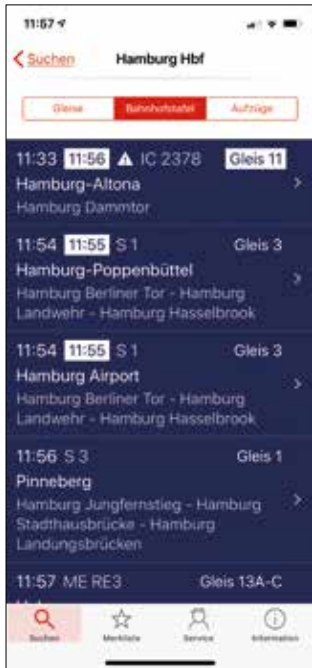 11:57
Suchen Hamburg Hbf
Gleise Bahnhofstafel Aufzüge
11:33 11:56 IC 2378 Gleis 11
Hamburg-Altona
Hamburg Dammtor
11:54 11:55 S 1 Gleis 3
Hamburg-Poppenbüttel
Hamburg Berliner Tor - Hamburg
Landwehr - Hamburg Hasselbrook
11:54 11:55 S 1 Gleis 3
Hamburg Airport
Hamburg Berliner Tor - Hamburg
Landwehr - Hamburg Hasselbrook
11:56 S 3 Gleis 1
Pinneberg
Hamburg Jungfernstieg - Hamburg
Stadthausbrücke - Hamburg
Landungsbrücken
11:57 ME RE3 Gleis 13A-C
Suchen Merkliste Service Information